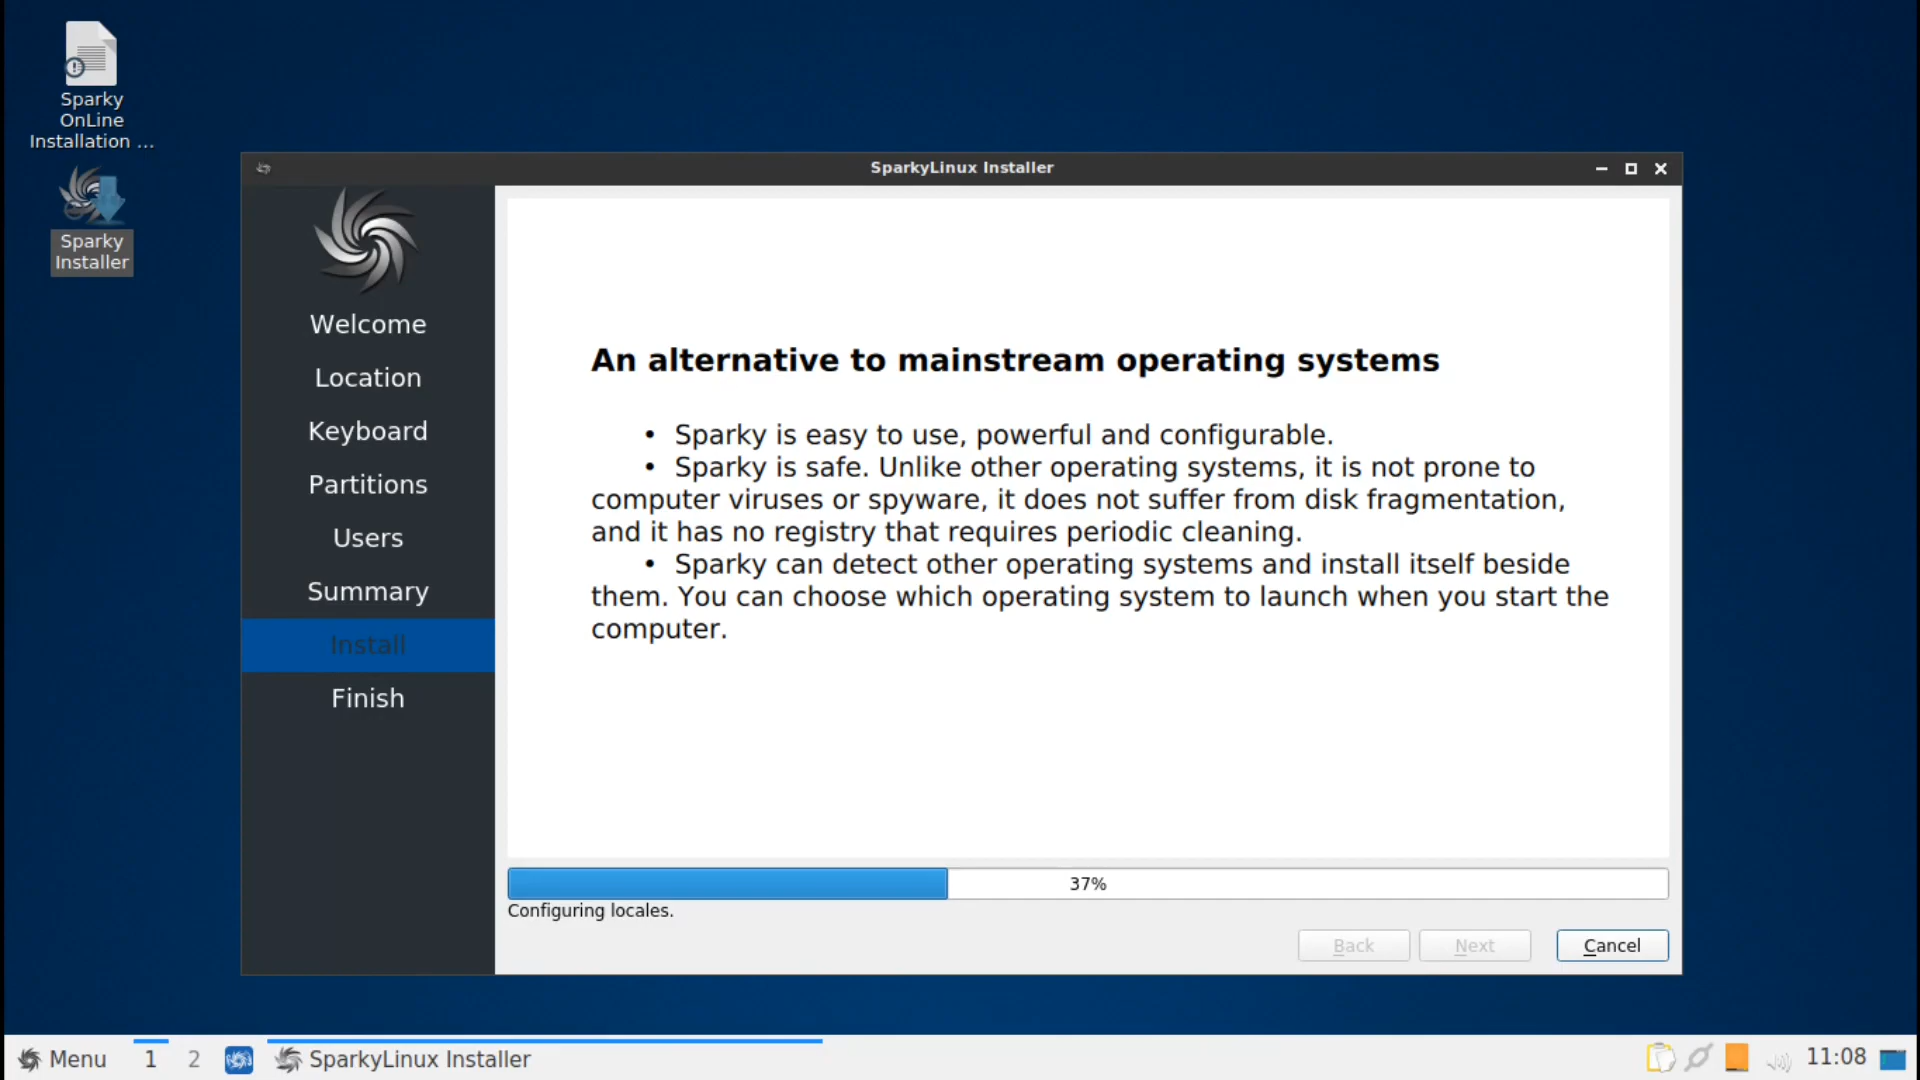 Sparky
OnLine
Installation ...
Sparky
Installer
SparkyLinux Installer
Welcome
Location
Keyboard
Partitions
Users
Summary
Install
Finish
An alternative to mainstream operating systems
• Sparky is easy to use, powerful and configurable.
• Sparky is safe. Unlike other operating systems, it is not prone to
computer viruses or spyware, it does not suffer from disk fragmentation,
and it has no registry that requires periodic cleaning.
• Sparky can detect other operating systems and install itself beside
them. You can choose which operating system to launch when you start the
computer.
37%
Configuring locales.
Back
Next
Cancel
Menu
1
2
SparkyLinux Installer
11:08